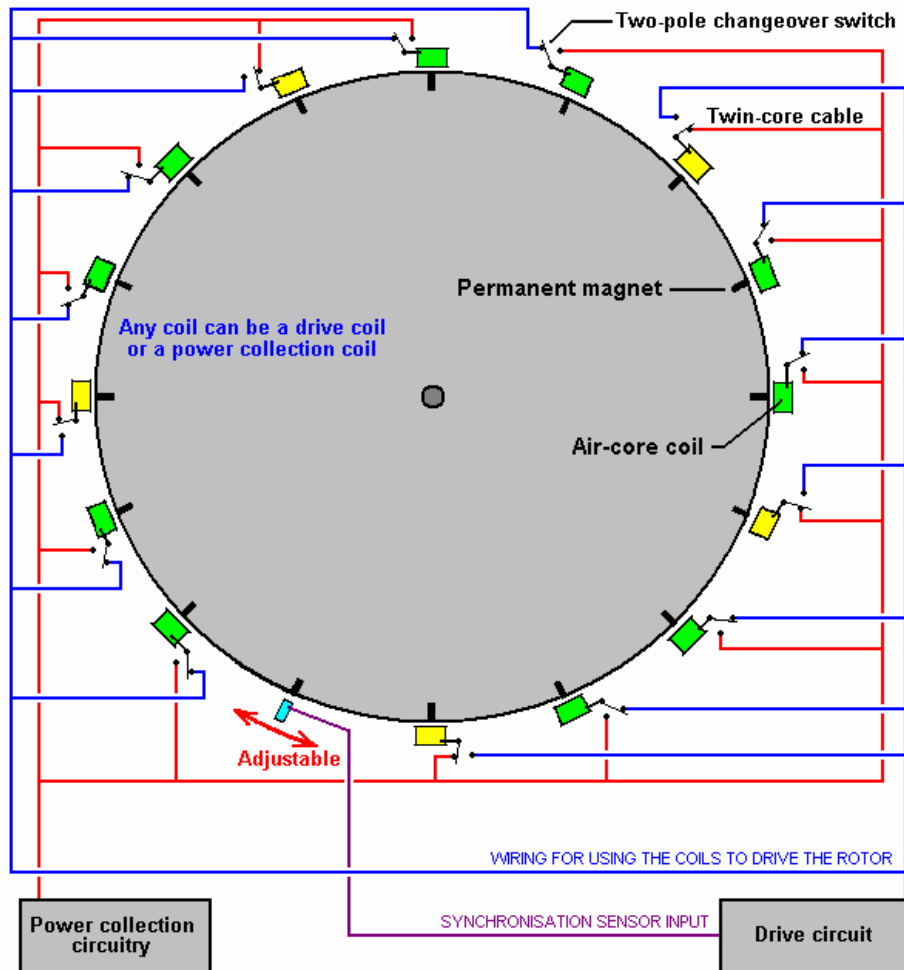 Two-pole changeover switch
Twin-core cable
Permanent magnet
Any coil can be a drive coil
or a power collection coil
Air-core coil
Adjustable
WIRING FOR USING THE COILS TO DRIVE THE ROTOR
Power collection
circuitry
SYNCHRONISATION SENSOR INPUT
Drive circuit